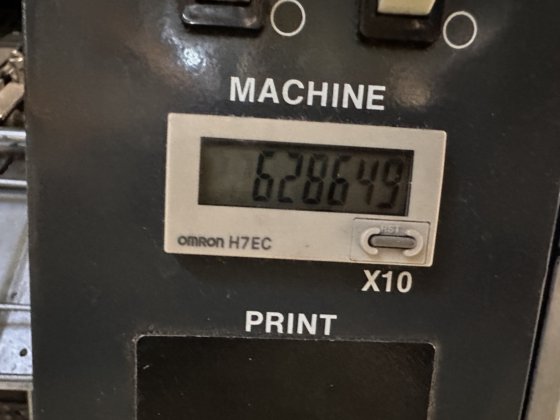 MACHINE
628649
OMRON H7EC
RST
X10
PRINT